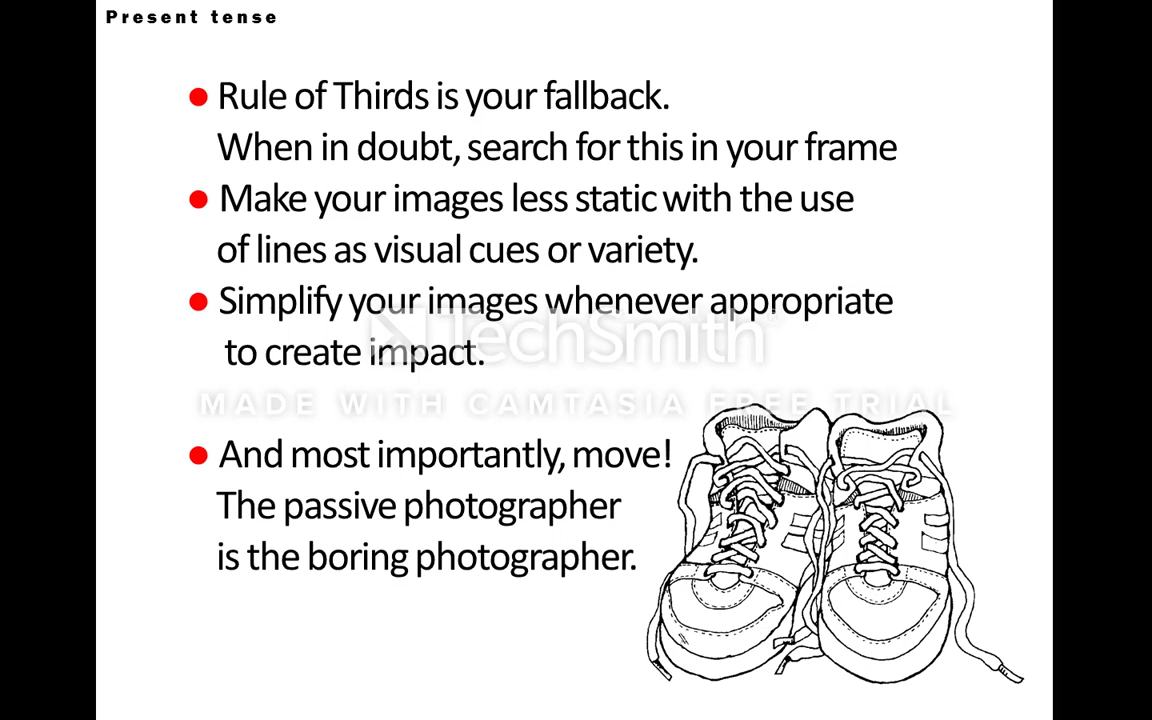 Present tense
● Rule of Thirds is your fallback.
When in doubt, search for this in your frame
● Make your images less static with the use
of lines as visual cues or variety.
● Simplify your images whenever appropriate
to create impact.
TechSmith
MADE WITH CAMTASIA FREE TRIAL
● And most importantly, move!
The passive photographer
is the boring photographer.